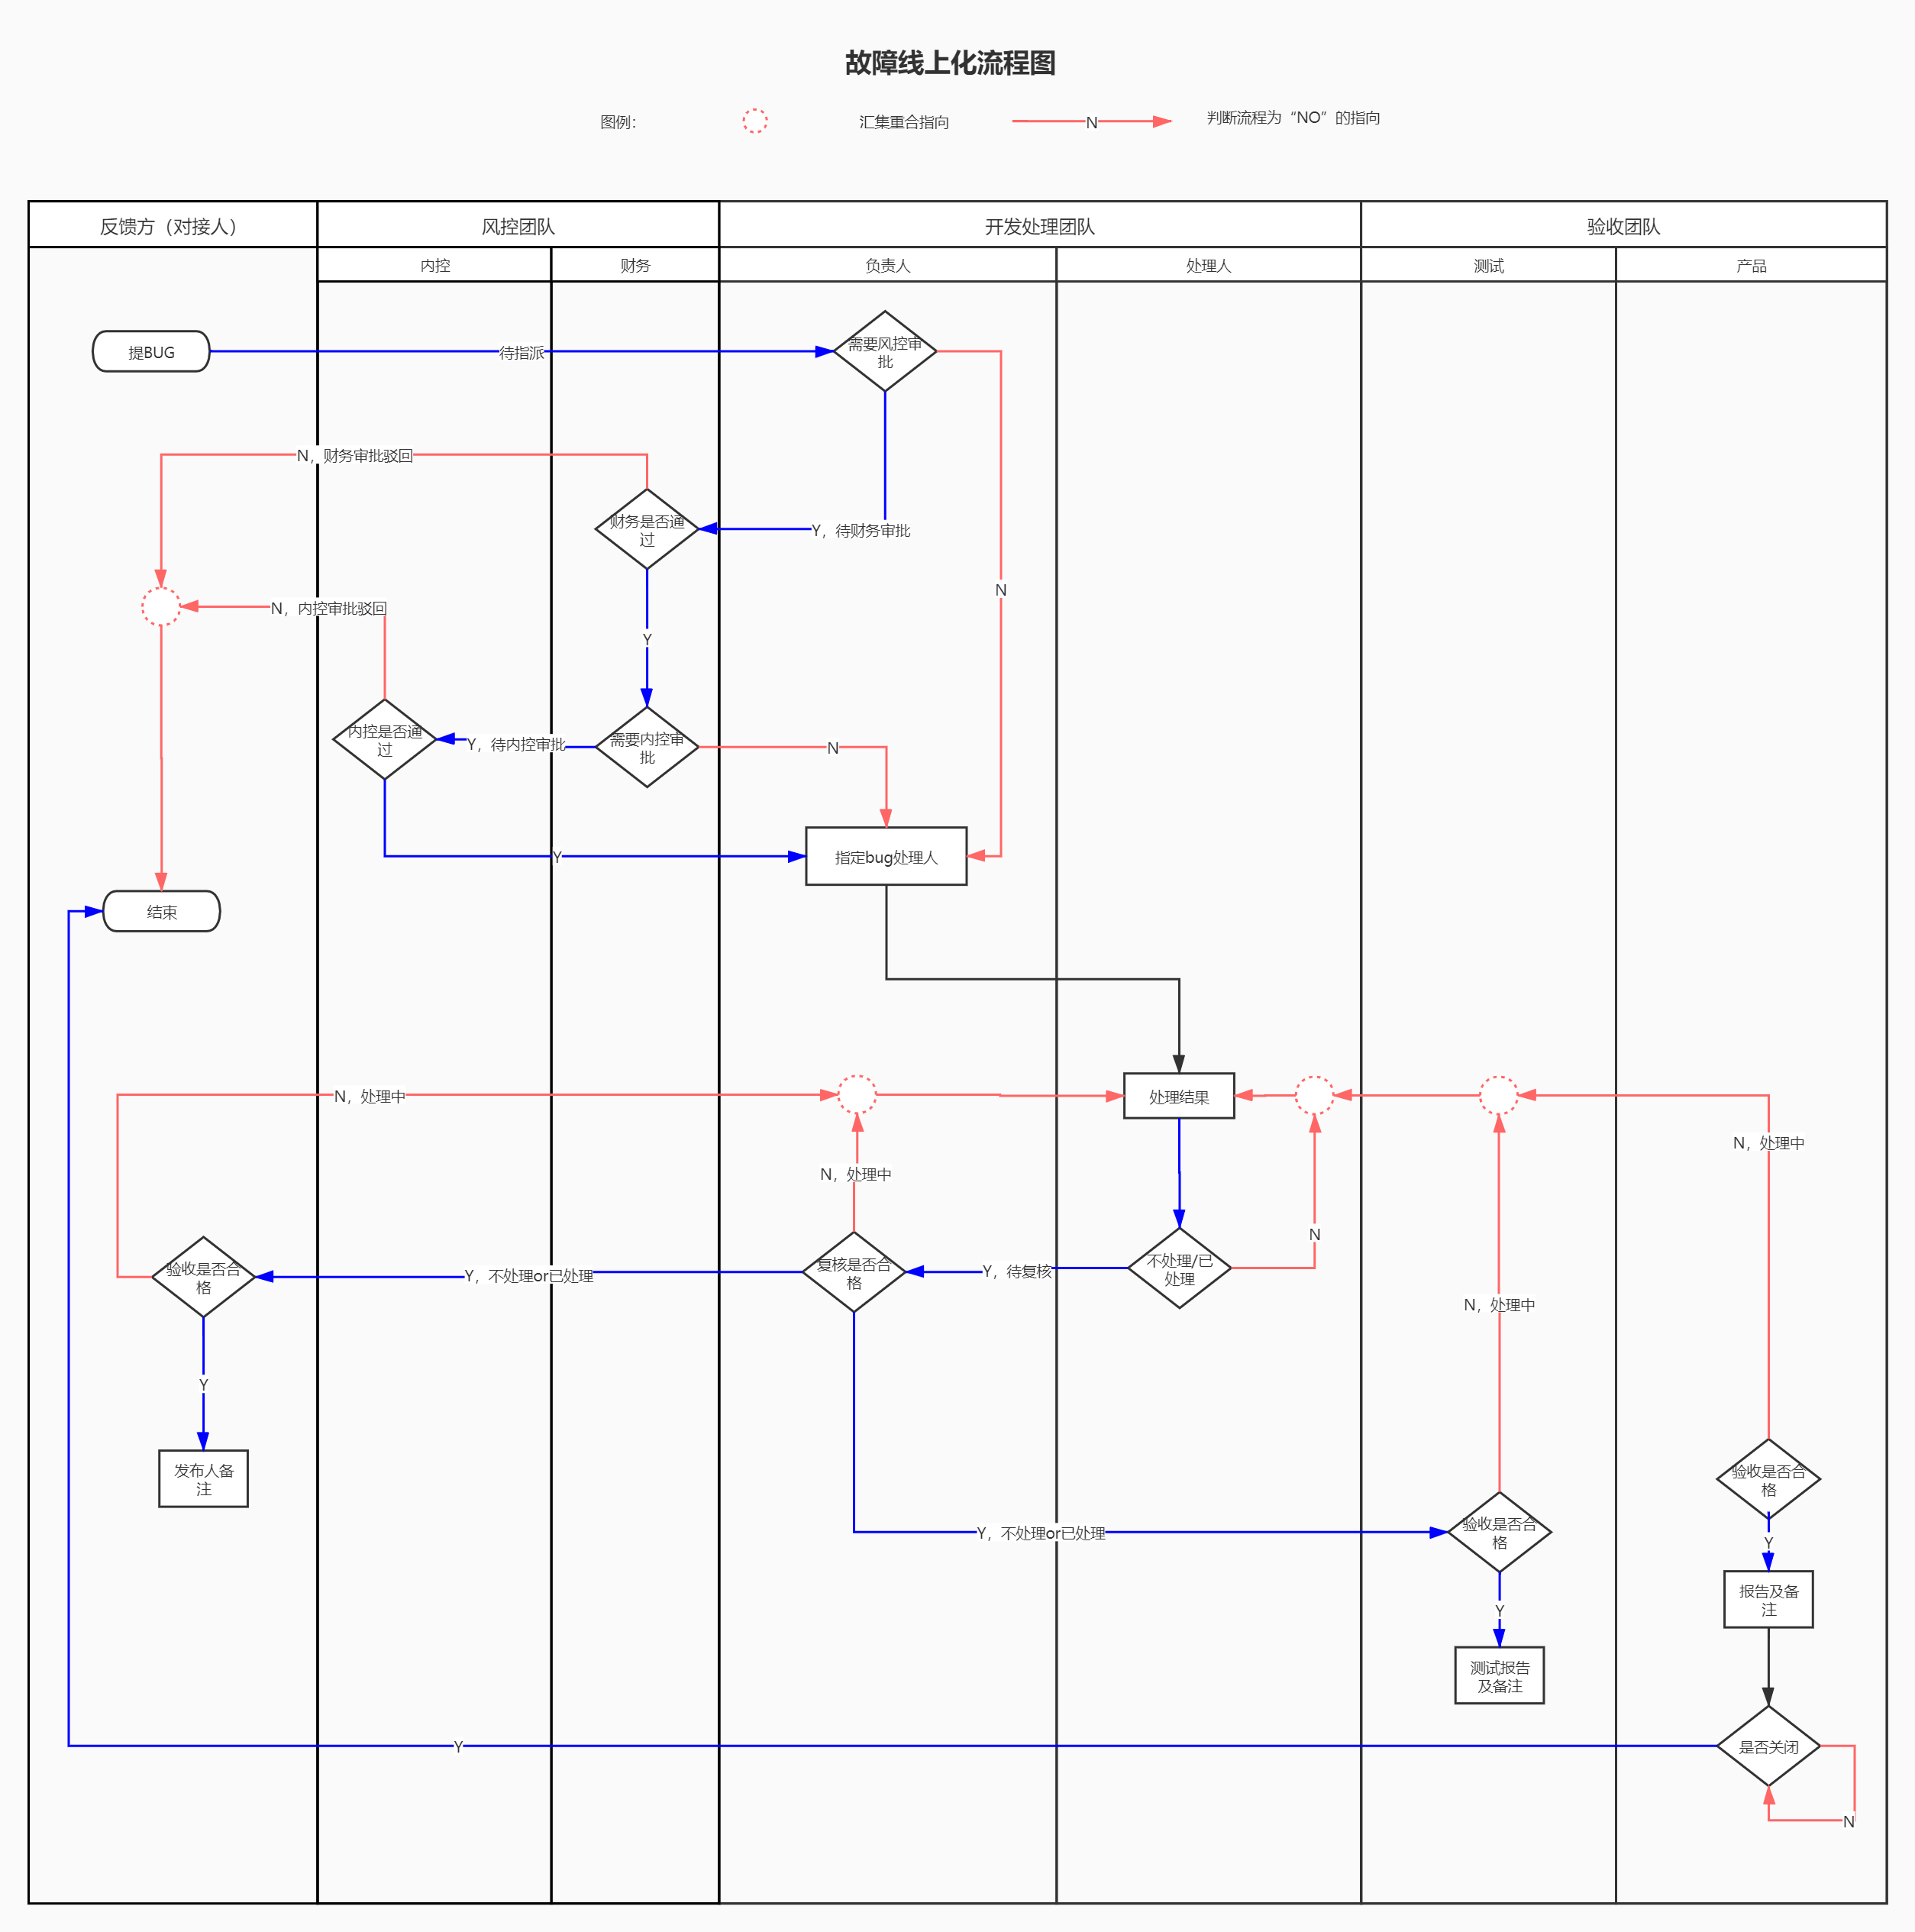 故障线上化流程图
图例：
汇集重合指向
N
判断流程为“NO”的指向
反馈方（对接人）
风控团队
开发处理团队
验收团队
内控
财务
负责人
处理人
测试
产品
提BUG
待指派
需要风控审
批
N，财务审批驳回
财务是否通
过
Y，待财务审批
N
N，内控审批驳回
Y
内控是否通
过
Y，待内控审批
需要内控审
批
N
Y
指定bug处理人
结束
N，处理中
处理结果
N，处理中
N，处理中
N
验收是否合
格
Y，不处理or已处理
复核是否合
格
Y，待复核
不处理/已
处理
N，处理中
Y
发布人备
注
验收是否合
格
Y，不处理or已处理
验收是否合
格
Y
报告及备
注
Y
测试报告
及备注
Y
是否关闭
N